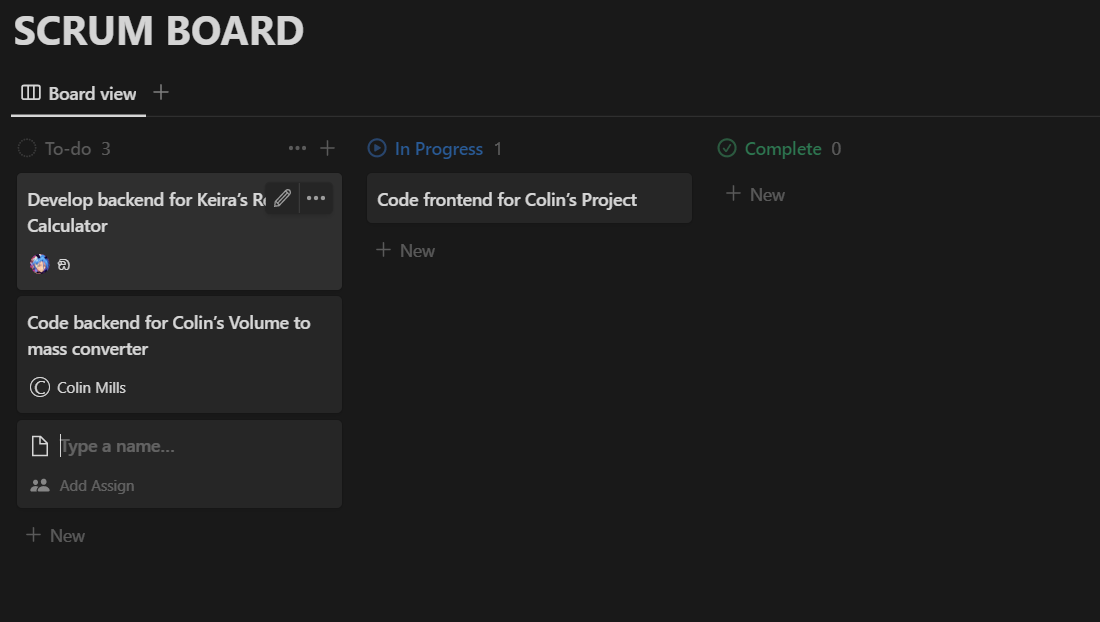 SCRUM BOARD
Board view
To-do 3
Develop backend for Keira’s
Calculator
ඞ
Code backend for Colin’s Volume to
mass converter
Colin Mills
Type a name...
Add Assign
New
In Progress 1
Code frontend for Colin’s Project
New
Complete 0
New